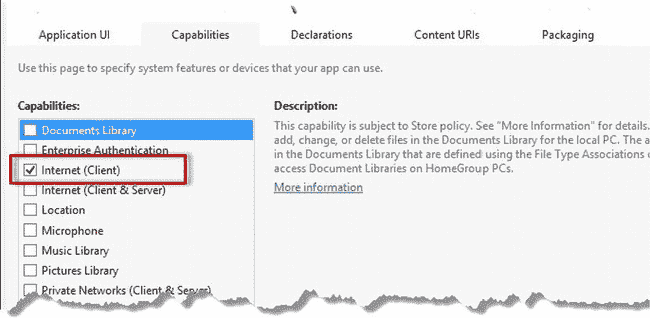 Application UI Capabilities Declarations Content URIs Packaging
Use this page to specify system features or devices that your app can use.
Capabilities: Description:
Documents Library This capability is subject to Store policy. See "More Information" for details.
add, change, or delete files in the Documents Library for the local PC. The a
Enterprise Authentication in the Documents Library that are defined using the File Type Associations
Internet (Client) access Document Libraries on HomeGroup PCs.
Internet (Client & Server) More information
Location
Microphone
Music Library
Pictures Library
Private Networks (Client & Server)